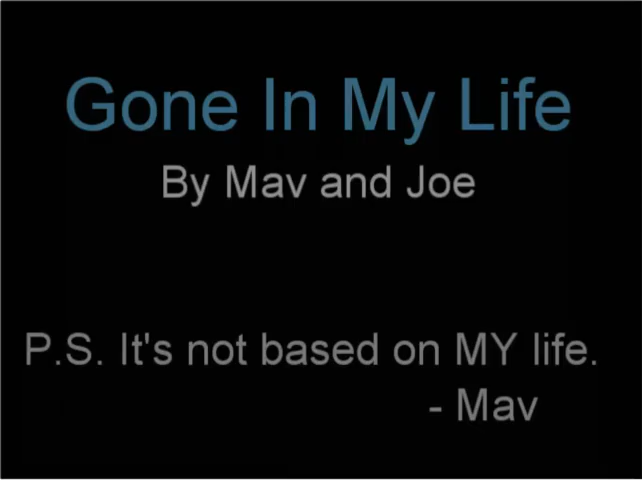 Gone In My Life
By Mav and Joe
P.S. It's not based on MY life.
- Mav